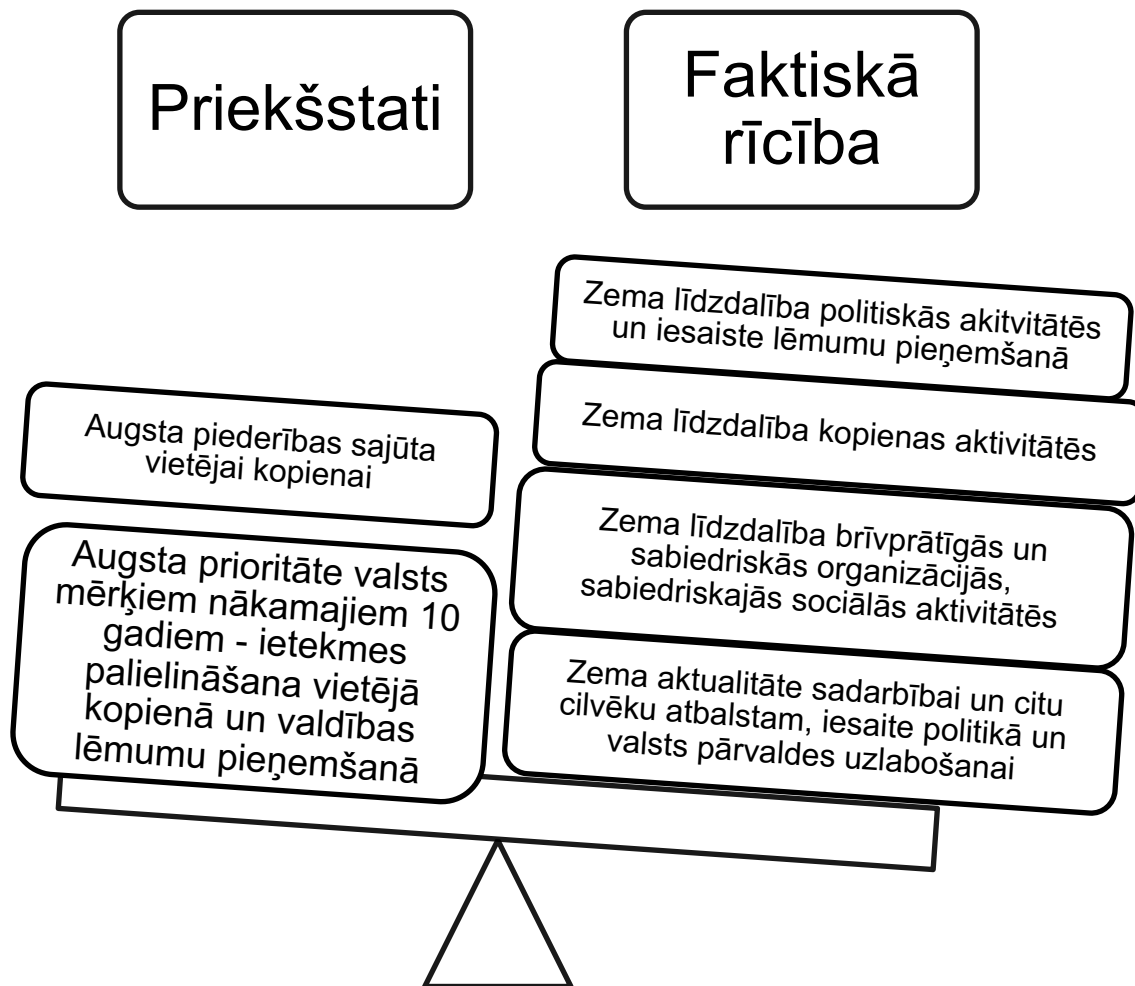 Priekšstati
Faktiskā
rīcība
Augsta piederības sajūta
vietējai kopienai
Augsta prioritāte valsts
mērķiem nākamajiem 10
gadiem - ietekmes
palielināšana vietējā
kopienā un valdības
lēmumu pieņemšanā
Zema līdzdalība politiskās akitvitātēs
un iesaiste lēmumu pieņemšanā
Zema līdzdalība kopienas aktivitātēs
Zema līdzdalība brīvprātīgās un
sabiedriskās organizācijās,
sabiedriskajās sociālās aktivitātēs
Zema aktualitāte sadarbībai un citu
cilvēku atbalstam, iesaite politikā un
valsts pārvaldes uzlabošanai